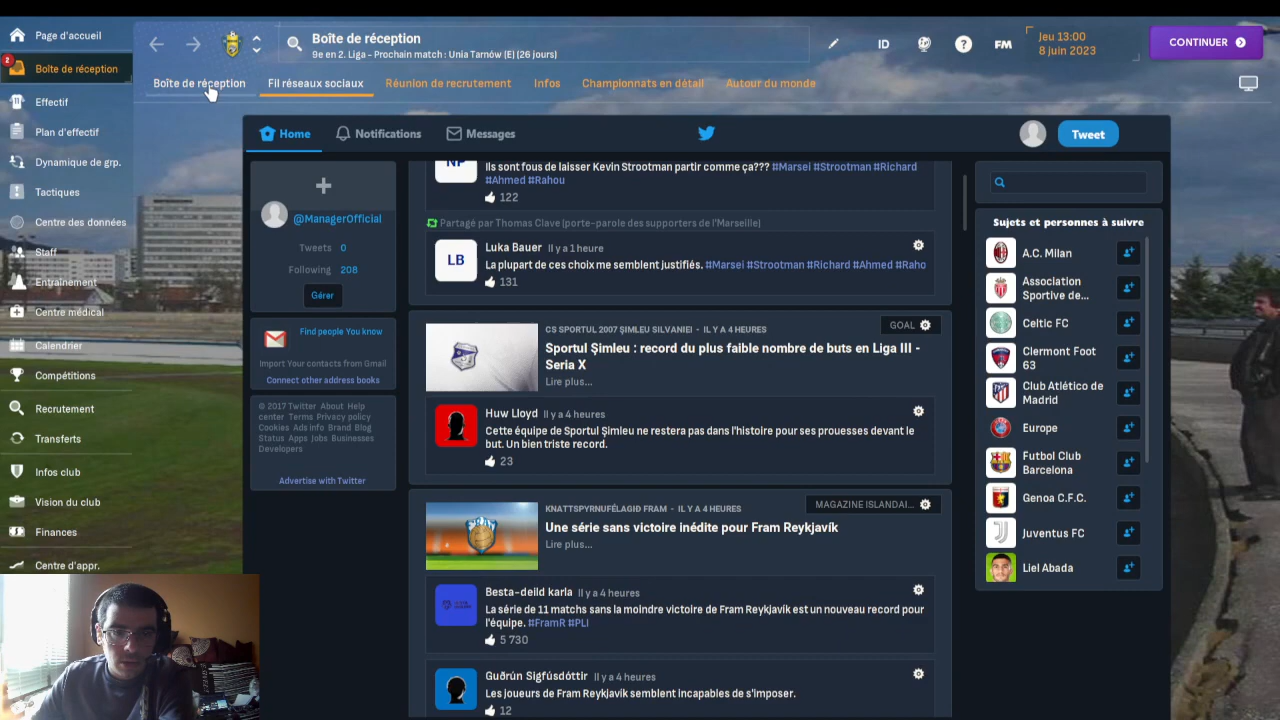 Page d'accueil
2
Boîte de réception
Effectif
Plan d'effectif
Dynamique de grp.
Tactiques
Centre des données
Staff
Entraînement
Centre médical
Calendrier
Compétitions
Recrutement
Transferts
Infos club
Vision du club
Finances
Centre d'appr.
Boîte de réception
9e en 2. Liga - Prochain match : Unia Tarnów (E) (26 jours)
ID
?
FM
Jeu 13:00
8 juin 2023
CONTINUER
Boîte de réception
Fil réseaux sociaux
Réunion de recrutement
Infos
Championnats en détail
Autour du monde
Home
Notifications
Messages
Tweet
@ManagerOfficial
Tweets 0
Following 208
Gérer
Find people You know
Import Your contacts from Gmail
Connect other address books
© 2017 Twitter About Help
center Terms Privacy policy
Cookies Ads info Brand Blog
Status Apps Jobs Businesses
Developers
Advertise with Twitter
NP
Ils sont fous de laisser Kevin Strootman partir comme ça??? #Marsei #Strootman #Richard
#Ahmed #Rahou
122
Partagé par Thomas Clave (porte-parole des supporters de l'Marseille)
LB
Luka Bauer Il y a 1 heure
La plupart de ces choix me semblent justifiés. #Marsei #Strootman #Richard #Ahmed #Raho
131
CS SPORTUL 2007 ŞIMLEU SILVANIEI - IL Y A 4 HEURES
GOAL
Sportul Şimleu : record du plus faible nombre de buts en Liga III -
Seria X
Lire plus...
Huw Lloyd Il y a 4 heures
Cette équipe de Sportul Şimleu ne restera pas dans l'histoire pour ses prouesses devant le
but. Un bien triste record.
23
KNATTSPYRNUFÉLAGIÐ FRAM - IL Y A 4 HEURES
MAGAZINE ISLANDAI...
Une série sans victoire inédite pour Fram Reykjavík
Lire plus...
Besta-deild karla Il y a 4 heures
La série de 11 matchs sans la moindre victoire de Fram Reykjavík est un nouveau record pour
l'équipe. #FramR #PLI
5 730
Guðrún Sigfúsdóttir Il y a 4 heures
Les joueurs de Fram Reykjavík semblent incapables de s'imposer.
12
Sujets et personnes à suivre
A.C. Milan
Association
Sportive de...
Celtic FC
Clermont Foot
63
Club Atlético de
Madrid
Europe
Futbol Club
Barcelona
Genoa C.F.C.
Juventus FC
Liel Abada